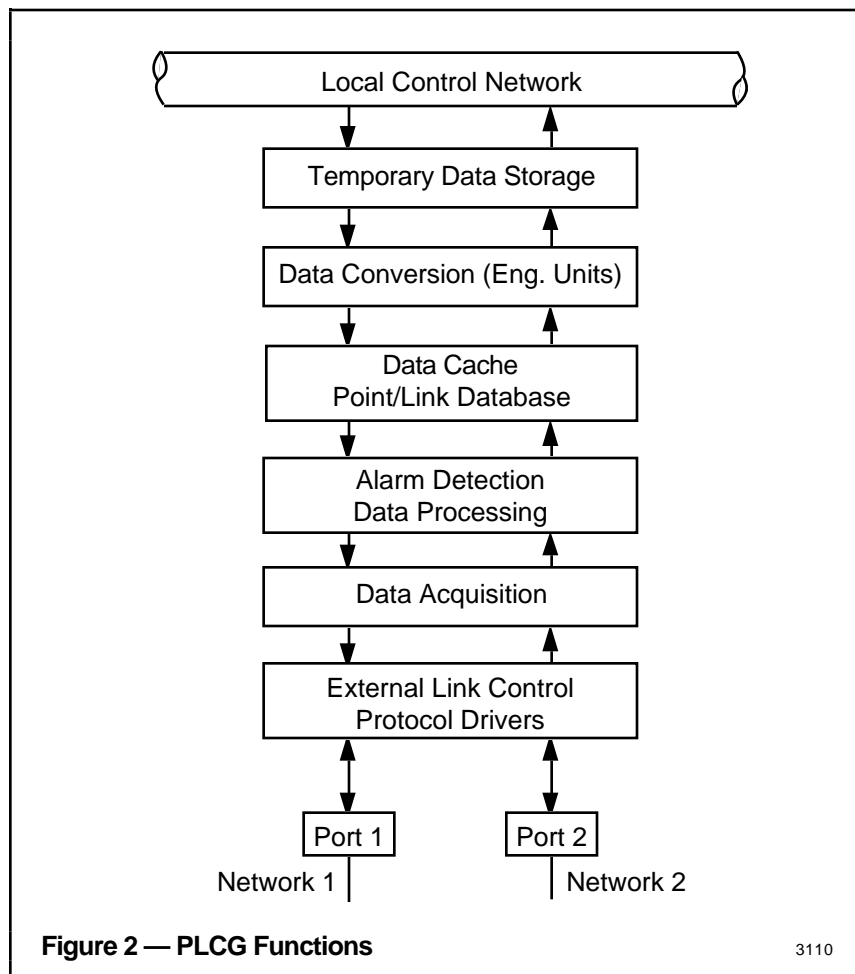 Local Control Network
Temporary Data Storage
Data Conversion (Eng. Units)
Data Cache
Point/Link Database
Alarm Detection
Data Processing
Data Acquisition
External Link Control
Protocol Drivers
Port 1
Port 2
Network 1
Network 2
Figure 2 — PLCG Functions
3110